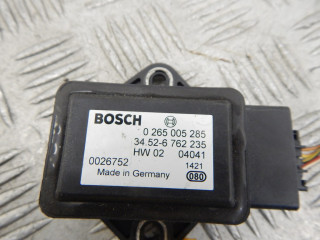 BOSCH
0 265 005 285
34.52-6 762 235
HW 02 04041
0026752 1421
Made in Germany 080